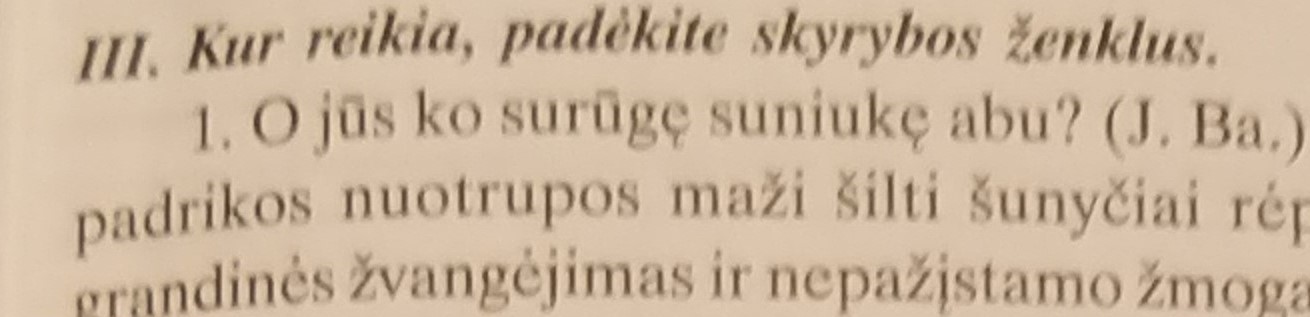 III. Kur reikia, padėkite skyrybos ženklus.
1. O jūs ko surūgę suniukę abu? (J. Ba.)
padrikos nuotrupos maži šilti šunyčiai
grandinės žvangėjimas ir nepažįstamo